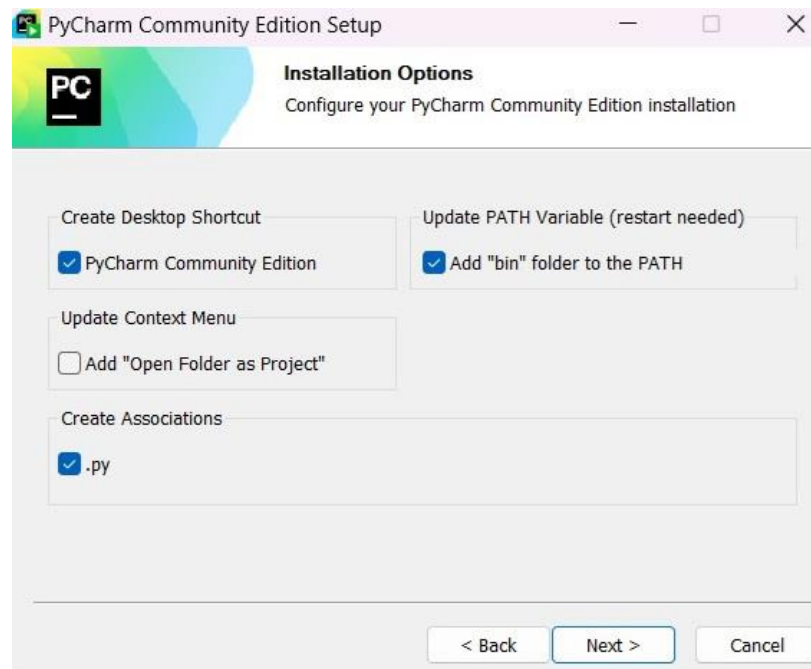 PyCharm Community Edition Setup
PC
Installation Options
Configure your PyCharm Community Edition installation
Create Desktop Shortcut
PyCharm Community Edition
Update PATH Variable (restart needed)
Add "bin" folder to the PATH
Update Context Menu
Add "Open Folder as Project"
Create Associations
.py
< Back
Next >
Cancel